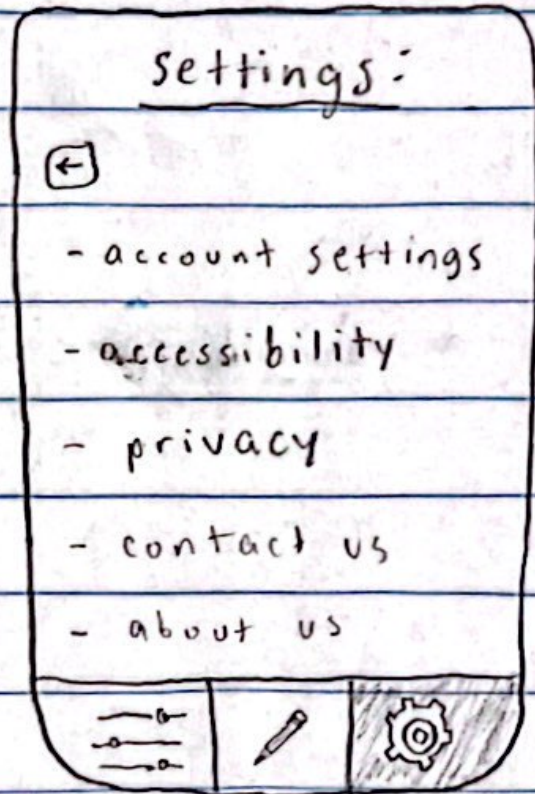 settings:
- account settings
- accessibility
- privacy
- contact us
- about us